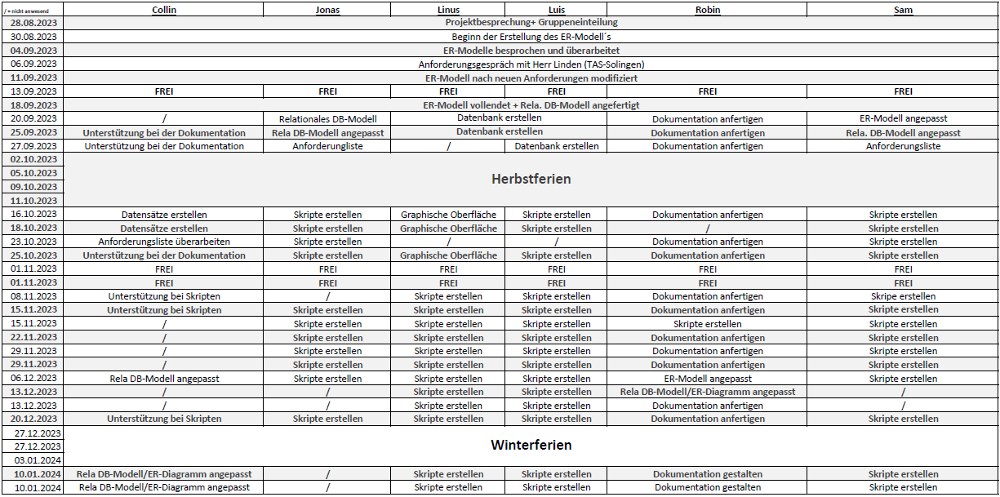 / = nicht anwesend Collin Jonas Linus Luis Robin Sam
28.08.2023 Projektbesprechung+ Gruppeneinteilung
30.08.2023 Beginn der Erstellung des ER-Modell´s
04.09.2023 ER-Modelle besprochen und überarbeitet
06.09.2023 Anforderungsgespräch mit Herr Linden (TAS-Solingen)
11.09.2023 ER-Modell nach neuen Anforderungen modifiziert
13.09.2023 FREI FREI FREI FREI FREI FREI
18.09.2023 ER-Modell vollendet + Rela. DB-Modell angefertigt
20.09.2023 / Relationales DB-Modell Datenbank erstellen Dokumentation anfertigen ER-Modell angepasst
25.09.2023 Unterstützung bei der Dokumentation Rela DB-Modell angepasst Datenbank erstellen Dokumentation anfertigen Rela. DB-Modell angepasst
27.09.2023 Unterstützung bei der Dokumentation Anforderungliste / Datenbank erstellen Dokumentation anfertigen Anforderungsliste
02.10.2023
05.10.2023
Herbstferien
09.10.2023
11.10.2023
16.10.2023 Datensätze erstellen Skripte erstellen Graphische Oberfläche Skripte erstellen Dokumentation anfertigen Skripte erstellen
18.10.2023 Datensätze erstellen Skripte erstellen Graphische Oberfläche Skripte erstellen / Skripte erstellen
23.10.2023 Anforderungsliste überarbeiten Skripte erstellen / / Dokumentation anfertigen Skripte erstellen
25.10.2023 Unterstützung bei der Dokumentation Skripte erstellen Graphische Oberfläche Skripte erstellen Dokumentation anfertigen Skripte erstellen
01.11.2023 FREI FREI FREI FREI FREI FREI
01.11.2023 FREI FREI FREI FREI FREI FREI
08.11.2023 Unterstützung bei Skripten / Skripte erstellen Skripte erstellen Dokumentation anfertigen Skripe erstellen
15.11.2023 Unterstützung bei Skripten Skripte erstellen Skripte erstellen Skripte erstellen Dokumentation anfertigen Skripte erstellen
15.11.2023 / Skripte erstellen Skripte erstellen Skripte erstellen Skripte erstellen Skripte erstellen
22.11.2023 / Skripte erstellen Skripte erstellen Skripte erstellen Dokumentation anfertigen Skripte erstellen
29.11.2023 / Skripte erstellen Skripte erstellen Skripte erstellen Dokumentation anfertigen Skripte erstellen
29.11.2023 / Skripte erstellen Skripte erstellen Skripte erstellen Dokumentation anfertigen Skripte erstellen
06.12.2023 Rela DB-Modell angepasst Skripte erstellen Skripte erstellen Skripte erstellen ER-Modell angepasst Skripte erstellen
13.12.2023 / / Skripte erstellen Skripte erstellen Rela DB-Modell/ER-Diagramm angepasst /
13.12.2023 / / Skripte erstellen Skripte erstellen Dokumentation anfertigen /
20.12.2023 Unterstützung bei Skripten Skripte erstellen Skripte erstellen Skripte erstellen Dokumentation anfertigen Skripte erstellen
27.12.2023
27.12.2023 Winterferien
03.01.2024
10.01.2024 Rela DB-Modell/ER-Diagramm angepasst / Skripte erstellen Skripte erstellen Dokumentation gestalten Skripte erstellen
10.01.2024 Rela DB-Modell/ER-Diagramm angepasst / Skripte erstellen Skripte erstellen Dokumentation gestalten Skripte erstellen